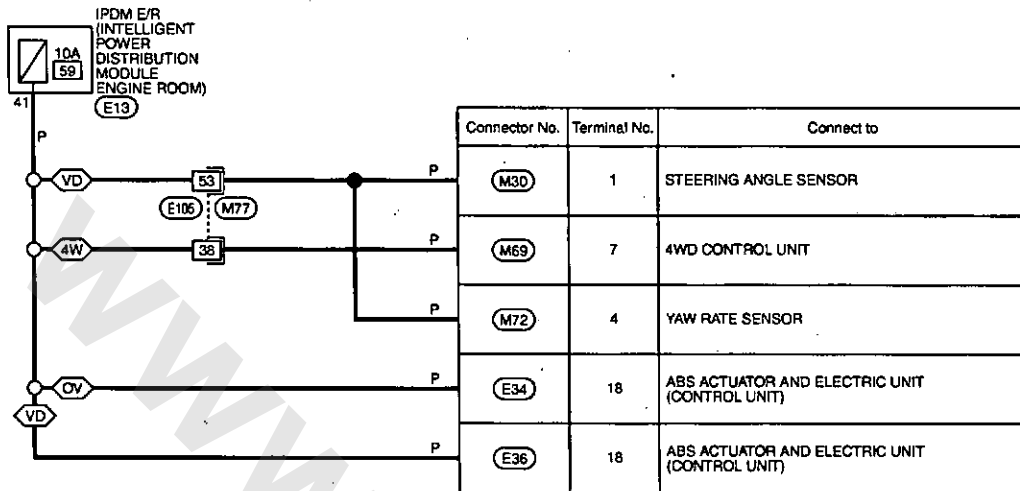 IPDM E/R
(INTELLIGENT
POWER
DISTRIBUTION
MODULE
ENGINE ROOM)
E13
10A
59
41
P
VD
53
P
E106 M77
4W
38
P
P
OV
P
VD
P
Connector No. Terminal No. Connect to
M30 1 STEERING ANGLE SENSOR
M69 7 4WD CONTROL UNIT
M72 4 YAW RATE SENSOR
E34 18 ABS ACTUATOR AND ELECTRIC UNIT
(CONTROL UNIT)
E36 18 ABS ACTUATOR AND ELECTRIC UNIT
(CONTROL UNIT)
WWW